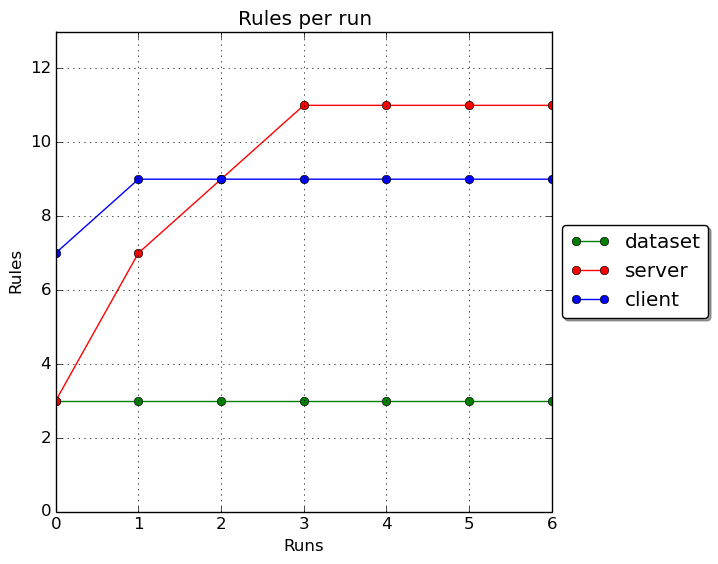 Rules per run
12
10
8
6
4
2
0
Rules
0 1 2 3 4 5 6
Runs
dataset
server
client